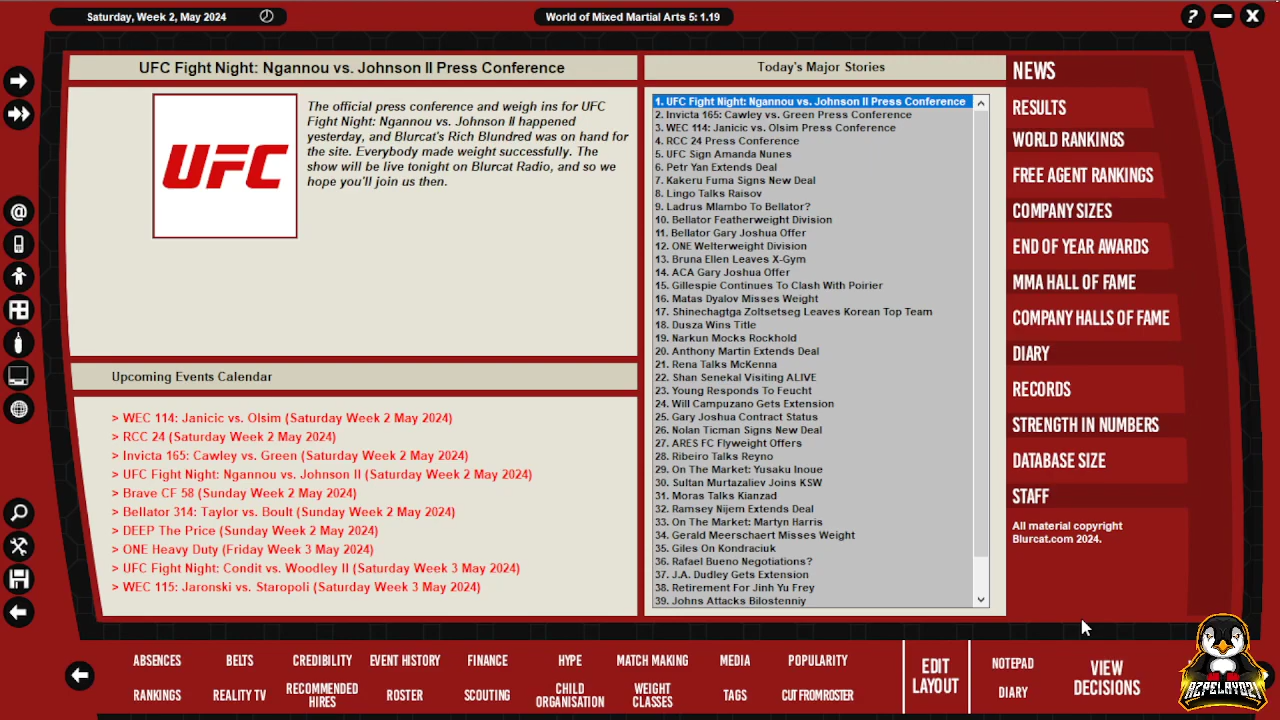 Saturday, Week 2, May 2024
World of Mixed Martial Arts 5: 1.19
?
UFC Fight Night: Ngannou vs. Johnson II Press Conference
UFC
The official press conference and weigh ins for UFC
Fight Night: Ngannou vs. Johnson II happened
yesterday, and Blurcat's Rich Blundred was on hand for
the site. Everybody made weight successfully. The
show will be live tonight on Blurcat Radio, and so we
hope you'll join us then.
Upcoming Events Calendar
> WEC 114: Janicic vs. Olsim (Saturday Week 2 May 2024)
> RCC 24 (Saturday Week 2 May 2024)
> Invicta 165: Cawley vs. Green (Saturday Week 2 May 2024)
> UFC Fight Night: Ngannou vs. Johnson II (Saturday Week 2 May 2024)
> Brave CF 58 (Sunday Week 2 May 2024)
> Bellator 314: Taylor vs. Boult (Sunday Week 2 May 2024)
> DEEP The Price (Sunday Week 2 May 2024)
> ONE Heavy Duty (Friday Week 3 May 2024)
> UFC Fight Night: Condit vs. Woodley II (Saturday Week 3 May 2024)
> WEC 115: Jaronski vs. Staropoli (Saturday Week 3 May 2024)
Today's Major Stories
1. UFC Fight Night: Ngannou vs. Johnson II Press Conference
2. Invicta 165: Cawley vs. Green Press Conference
3. WEC 114: Janicic vs. Olsim Press Conference
4. RCC 24 Press Conference
5. UFC Sign Amanda Nunes
6. Petr Yan Extends Deal
7. Kakeru Fuma Signs New Deal
8. Lingo Talks Raisov
9. Ladrus Mlambo To Bellator?
10. Bellator Featherweight Division
11. Bellator Gary Joshua Offer
12. ONE Welterweight Division
13. Bruna Ellen Leaves X-Gym
14. ACA Gary Joshua Offer
15. Gillespie Continues To Clash With Poirier
16. Matas Dyalov Misses Weight
17. Shinechagtga Zoltsetseg Leaves Korean Top Team
18. Dusza Wins Title
19. Narkun Mocks Rockhold
20. Anthony Martin Extends Deal
21. Rena Talks McKenna
22. Shan Senekal Visiting ALIVE
23. Young Responds To Feucht
24. Will Campuzano Gets Extension
25. Gary Joshua Contract Status
26. Nolan Ticman Signs New Deal
27. ARES FC Flyweight Offers
28. Ribeiro Talks Reyno
29. On The Market: Yusaku Inoue
30. Sultan Murtazaliev Joins KSW
31. Moras Talks Kianzad
32. Ramsey Nijem Extends Deal
33. On The Market: Martyn Harris
34. Gerald Meerschaert Misses Weight
35. Giles On Kondraciuk
36. Rafael Bueno Negotiations?
37. J.A. Dudley Gets Extension
38. Retirement For Jinh Yu Frey
39. Johns Attacks Bilostenniy
NEWS
RESULTS
WORLD RANKINGS
FREE AGENT RANKINGS
COMPANY SIZES
END OF YEAR AWARDS
MMA HALL OF FAME
COMPANY HALLS OF FAME
DIARY
RECORDS
STRENGTH IN NUMBERS
DATABASE SIZE
STAFF
All material copyright
Blurcat.com 2024.
ABSENCES BELTS CREDIBILITY EVENT HISTORY FINANCE HYPE MATCH MAKING MEDIA POPULARITY
RANKINGS REALITY TV RECOMMENDED HIRES ROSTER SCOUTING CHILD ORGANISATION WEIGHT CLASSES TAGS CUT FROM ROSTER
EDIT LAYOUT
NOTEPAD
DIARY
VIEW DECISIONS
ACPELAYO21